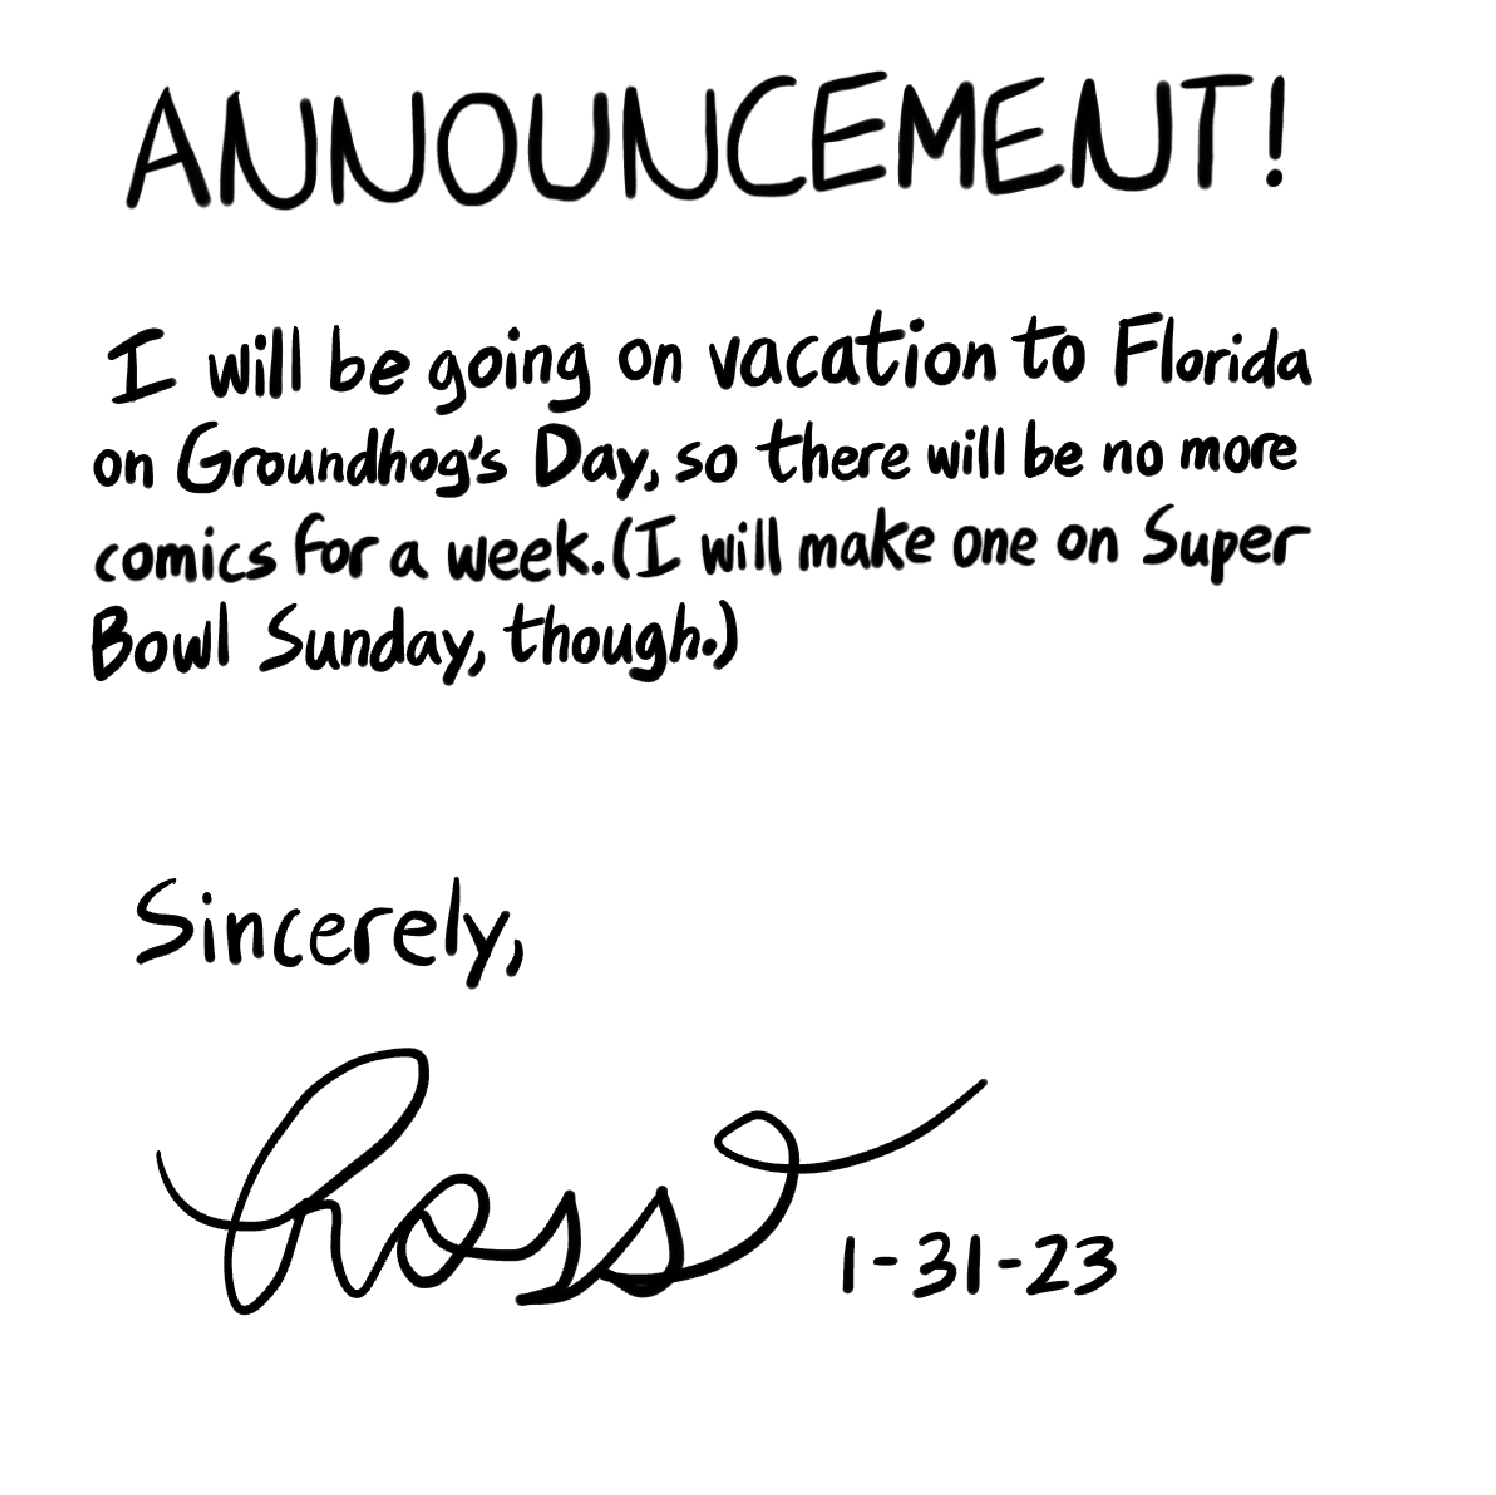 ANNOUNCEMENT!
I will be going on vacation to Florida
on Groundhog's Day, so there will be no more
comics for a week. (I will make one on Super
Bowl Sunday, though.)
Sincerely,
Ross 1-31-23